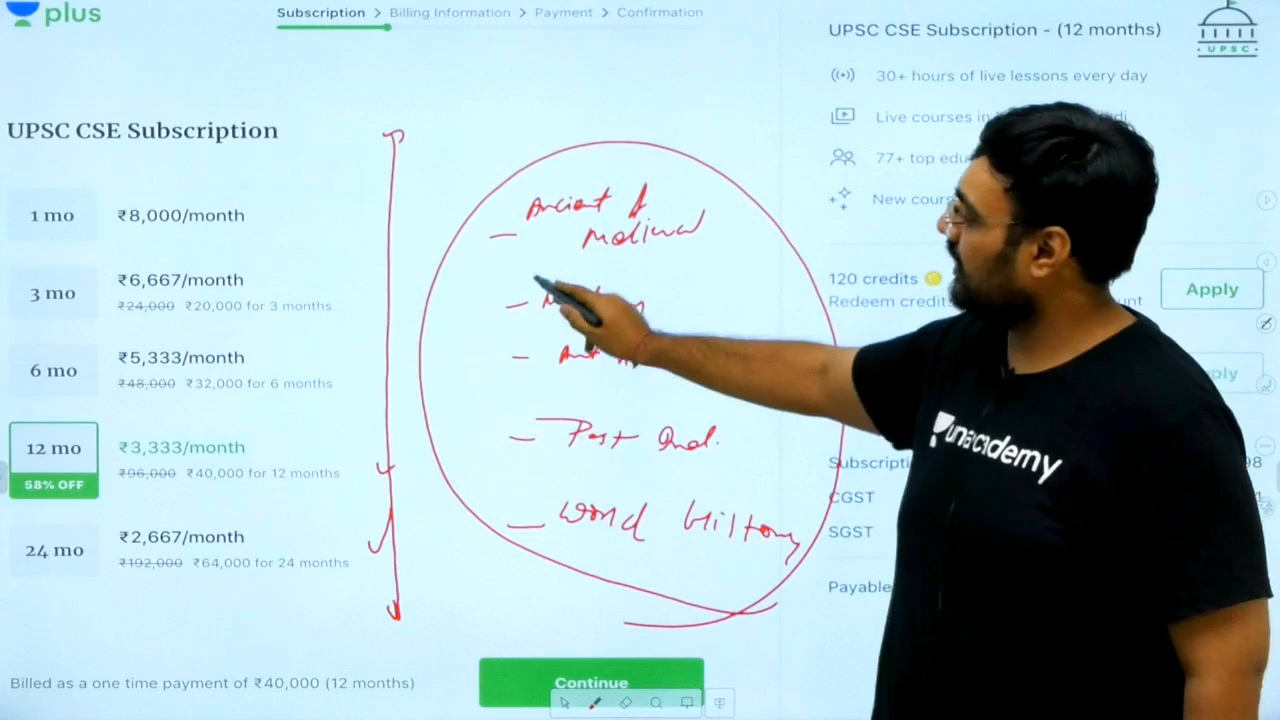 plus
Subscription > Billing Information > Payment > Confirmation
UPSC CSE Subscription
1 mo ₹8,000/month
3 mo ₹6,667/month
₹24,000 ₹20,000 for 3 months
6 mo ₹5,333/month
₹48,000 ₹32,000 for 6 months
12 mo ₹3,333/month
58% OFF ₹96,000 ₹40,000 for 12 months
24 mo ₹2,667/month
₹192,000 ₹64,000 for 24 months
Billed as a one time payment of ₹40,000 (12 months)
Ancient &
Medival
Post Ind.
World History
Continue
UPSC CSE Subscription - (12 months)
UPSC
30+ hours of live lessons every day
Live courses in
77+ top
New
120 credits
Redeem
Apply
CGST
SGST
Payable
unacademy